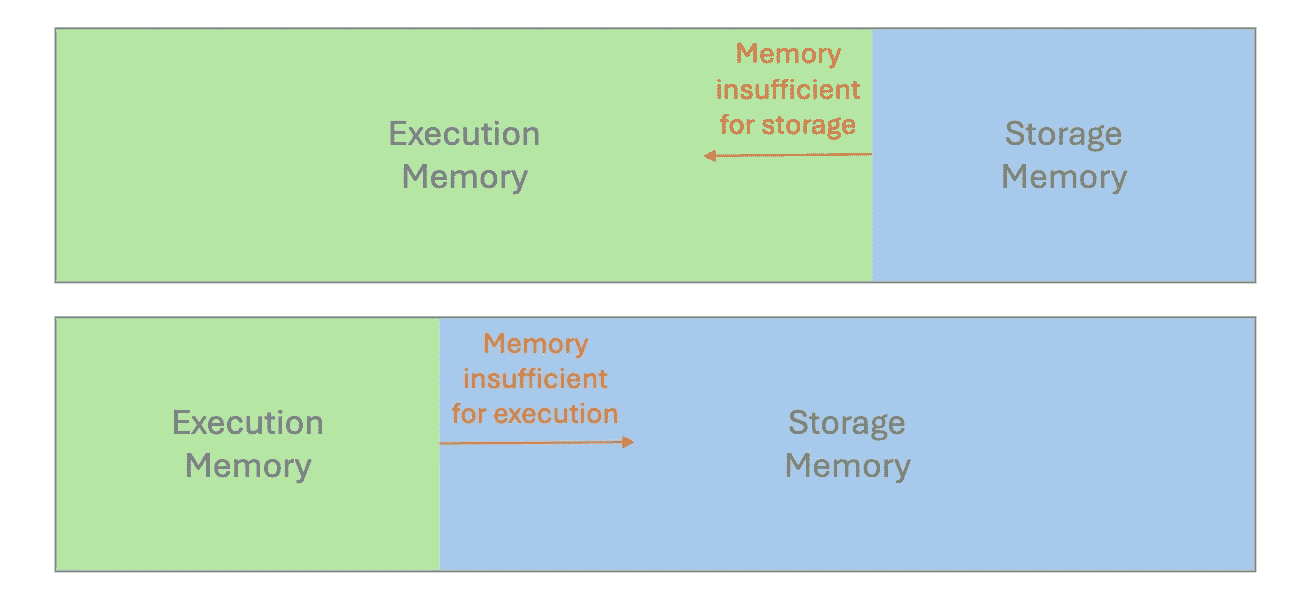 Execution
Memory
Memory
insufficient
for storage
Storage
Memory
Execution
Memory
Memory
insufficient
for execution
Storage
Memory